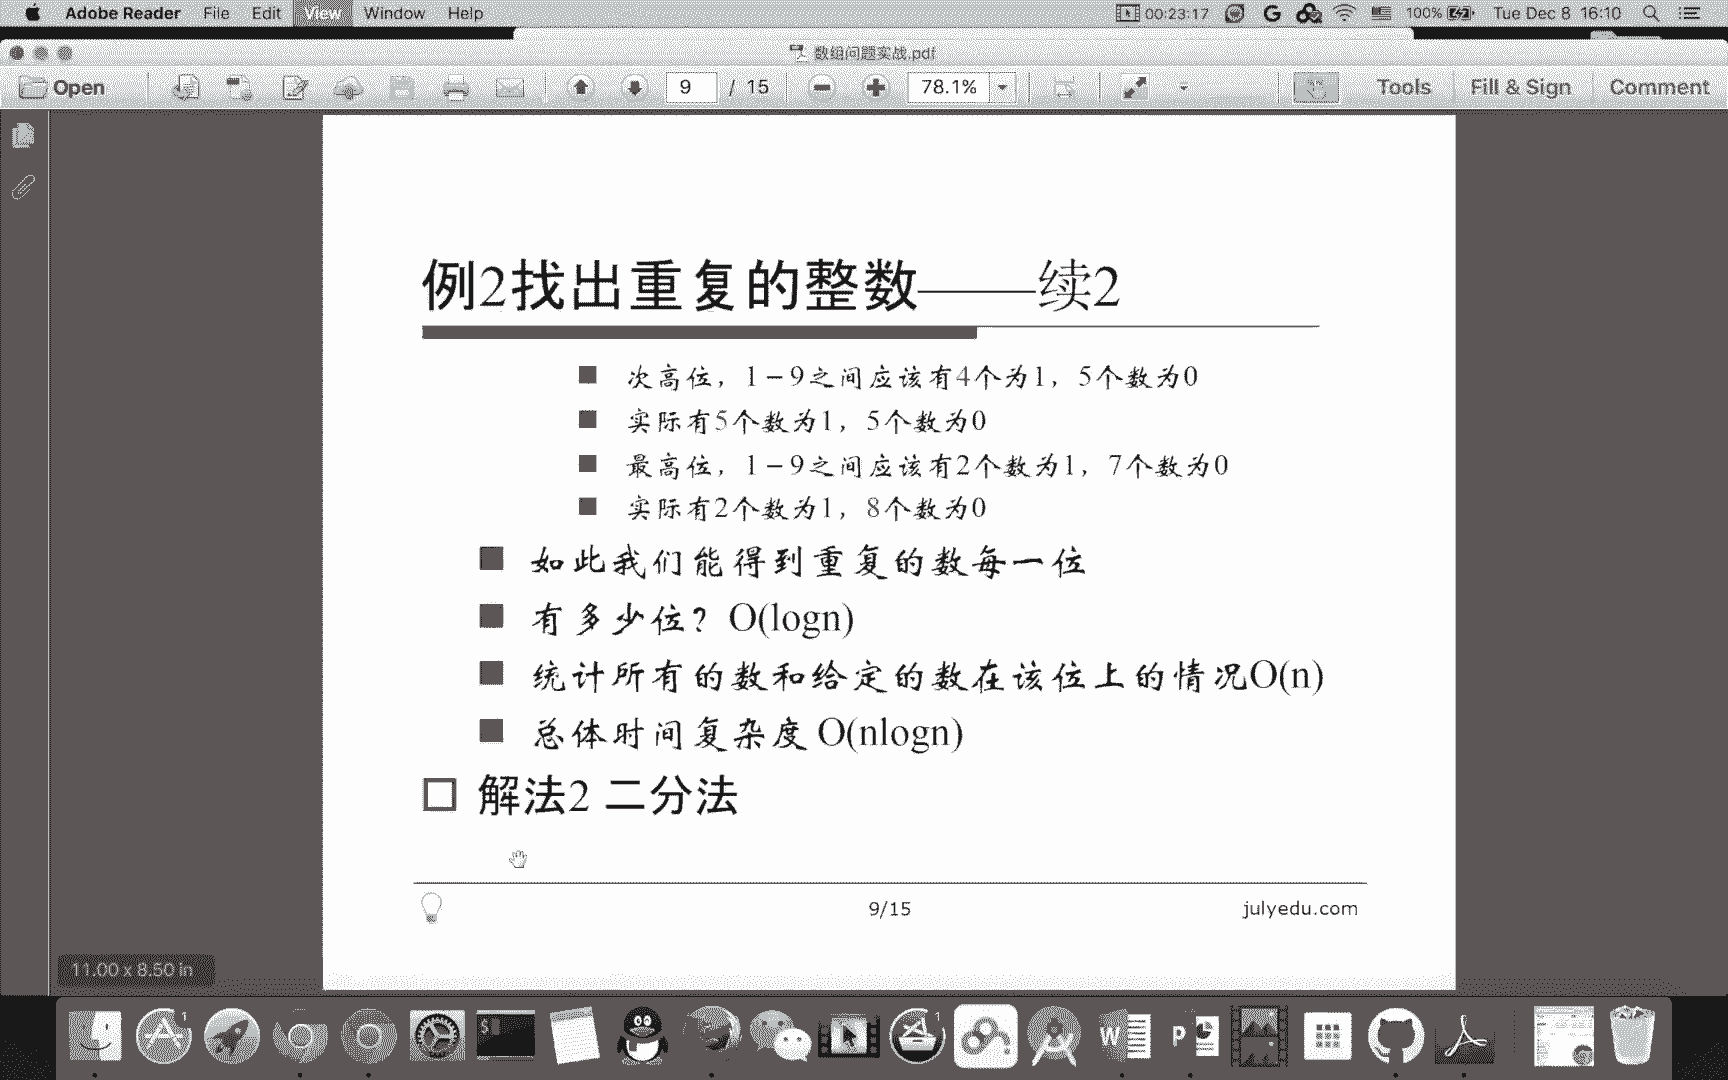 Adobe Reader File Edit View Window Help 00:23:17 100% Tue Dec 8 16:10
数组问题实战.pdf
Open 9 / 15 78.1% Tools Fill & Sign Comment
例2找出重复的整数——续2
次高位，1-9之间应该有4个为1，5个数为0
实际有5个数为1，5个数为0
最高位，1-9之间应该有2个数为1，7个数为0
实际有2个数为1，8个数为0
如此我们能得到重复的数每一位
有多少位？O(logn)
统计所有的数和给定的数在该位上的情况O(n)
总体时间复杂度 O(nlogn)
解法2 二分法
9/15 julyedu.com
11.00 x 8.50 in